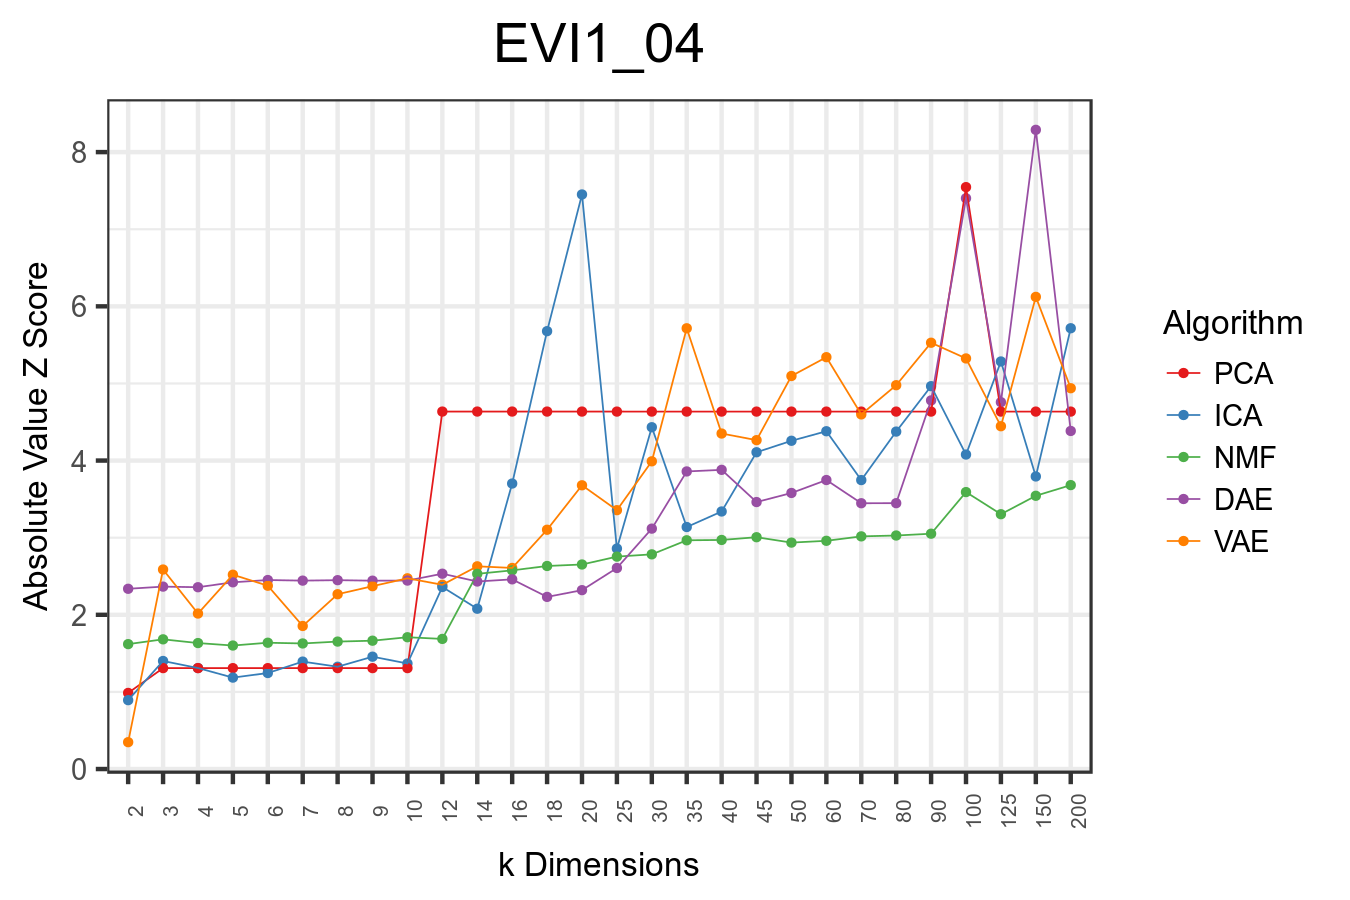 EVI1_04
Absolute Value Z Score
8
6
4
2
0
2 3 4 5 6 7 8 9 10 12 14 16 18 20 25 30 35 40 45 50 60 70 80 90 100 125 150 200
k Dimensions
Algorithm
PCA
ICA
NMF
DAE
VAE